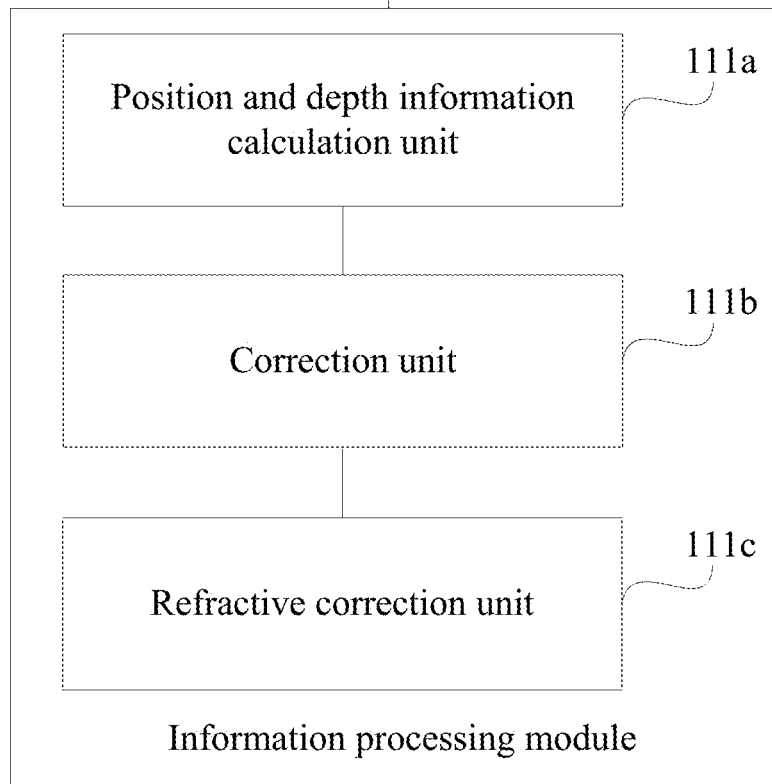 Position and depth information
calculation unit
111a
Correction unit
111b
Refractive correction unit
111c
Information processing module